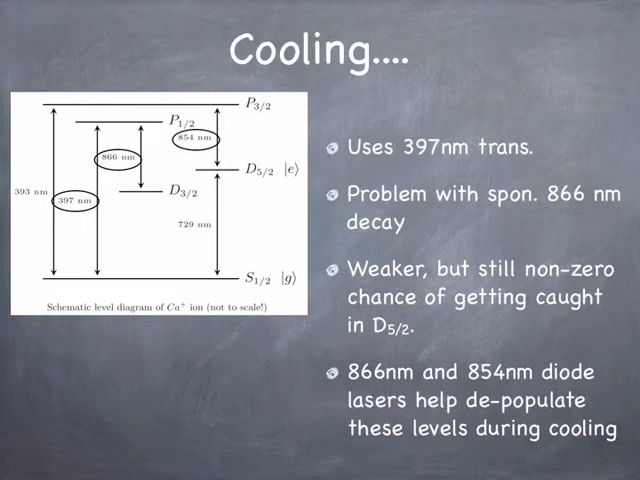 Cooling....
P3/2
P1/2
854 nm
866 nm
D5/2 |e⟩
393 nm
397 nm
D3/2
729 nm
S1/2 |g⟩
Schematic level diagram of Ca+ ion (not to scale!)
Uses 397nm trans.
Problem with spon. 866 nm
decay
Weaker, but still non-zero
chance of getting caught
in D5/2.
866nm and 854nm diode
lasers help de-populate
these levels during cooling